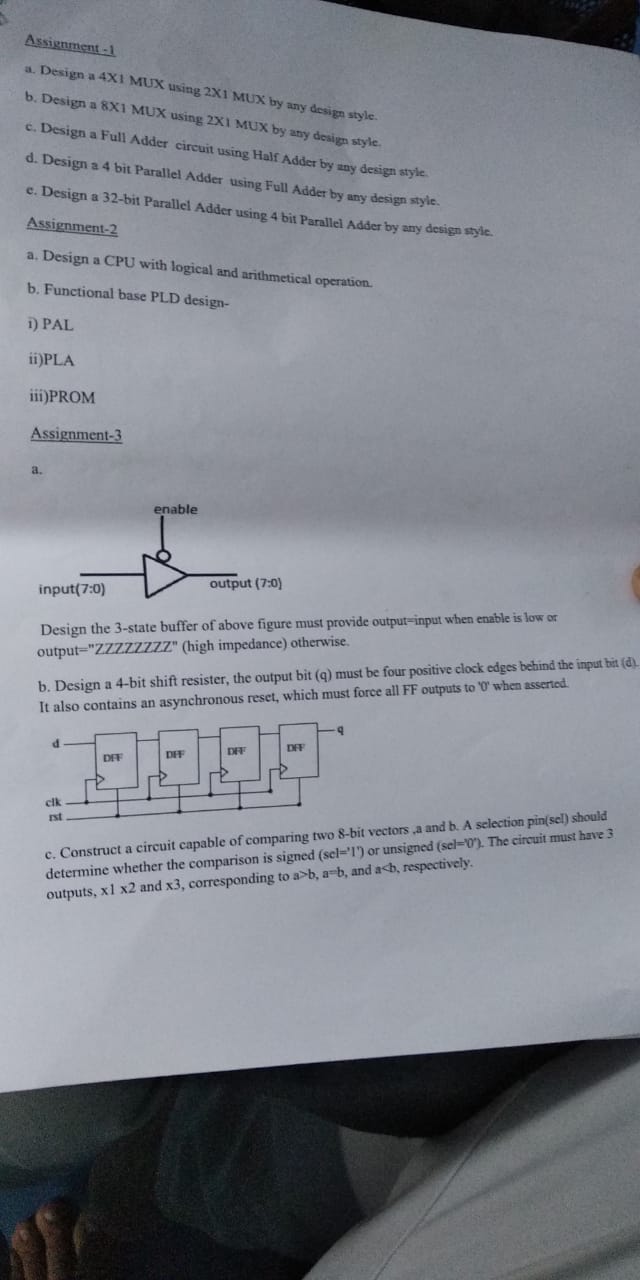 Assignment -1
a. Design a 4X1 MUX using 2X1 MUX by any design style.
b. Design a 8X1 MUX using 2X1 MUX by any design style.
c. Design a Full Adder circuit using Half Adder by any design style.
d. Design a 4 bit Parallel Adder using Full Adder by any design style.
e. Design a 32-bit Parallel Adder using 4 bit Parallel Adder by any design style.
Assignment-2
a. Design a CPU with logical and arithmetical operation.
b. Functional base PLD design-
i) PAL
ii)PLA
iii)PROM
Assignment-3
a.
enable
input(7:0)
output (7:0)
Design the 3-state buffer of above figure must provide output=input when enable is low or
output="ZZZZZZZZ" (high impedance) otherwise.
b. Design a 4-bit shift resister, the output bit (q) must be four positive clock edges behind the input bit (d).
It also contains an asynchronous reset, which must force all FF outputs to '0' when asserted.
d
DFF
DFF
DFF
DFF
q
clk
rst
c. Construct a circuit capable of comparing two 8-bit vectors ,a and b. A selection pin(sel) should
determine whether the comparison is signed (sel='1') or unsigned (sel='0'). The circuit must have 3
outputs, x1 x2 and x3, corresponding to a>b, a=b, and a<b, respectively.